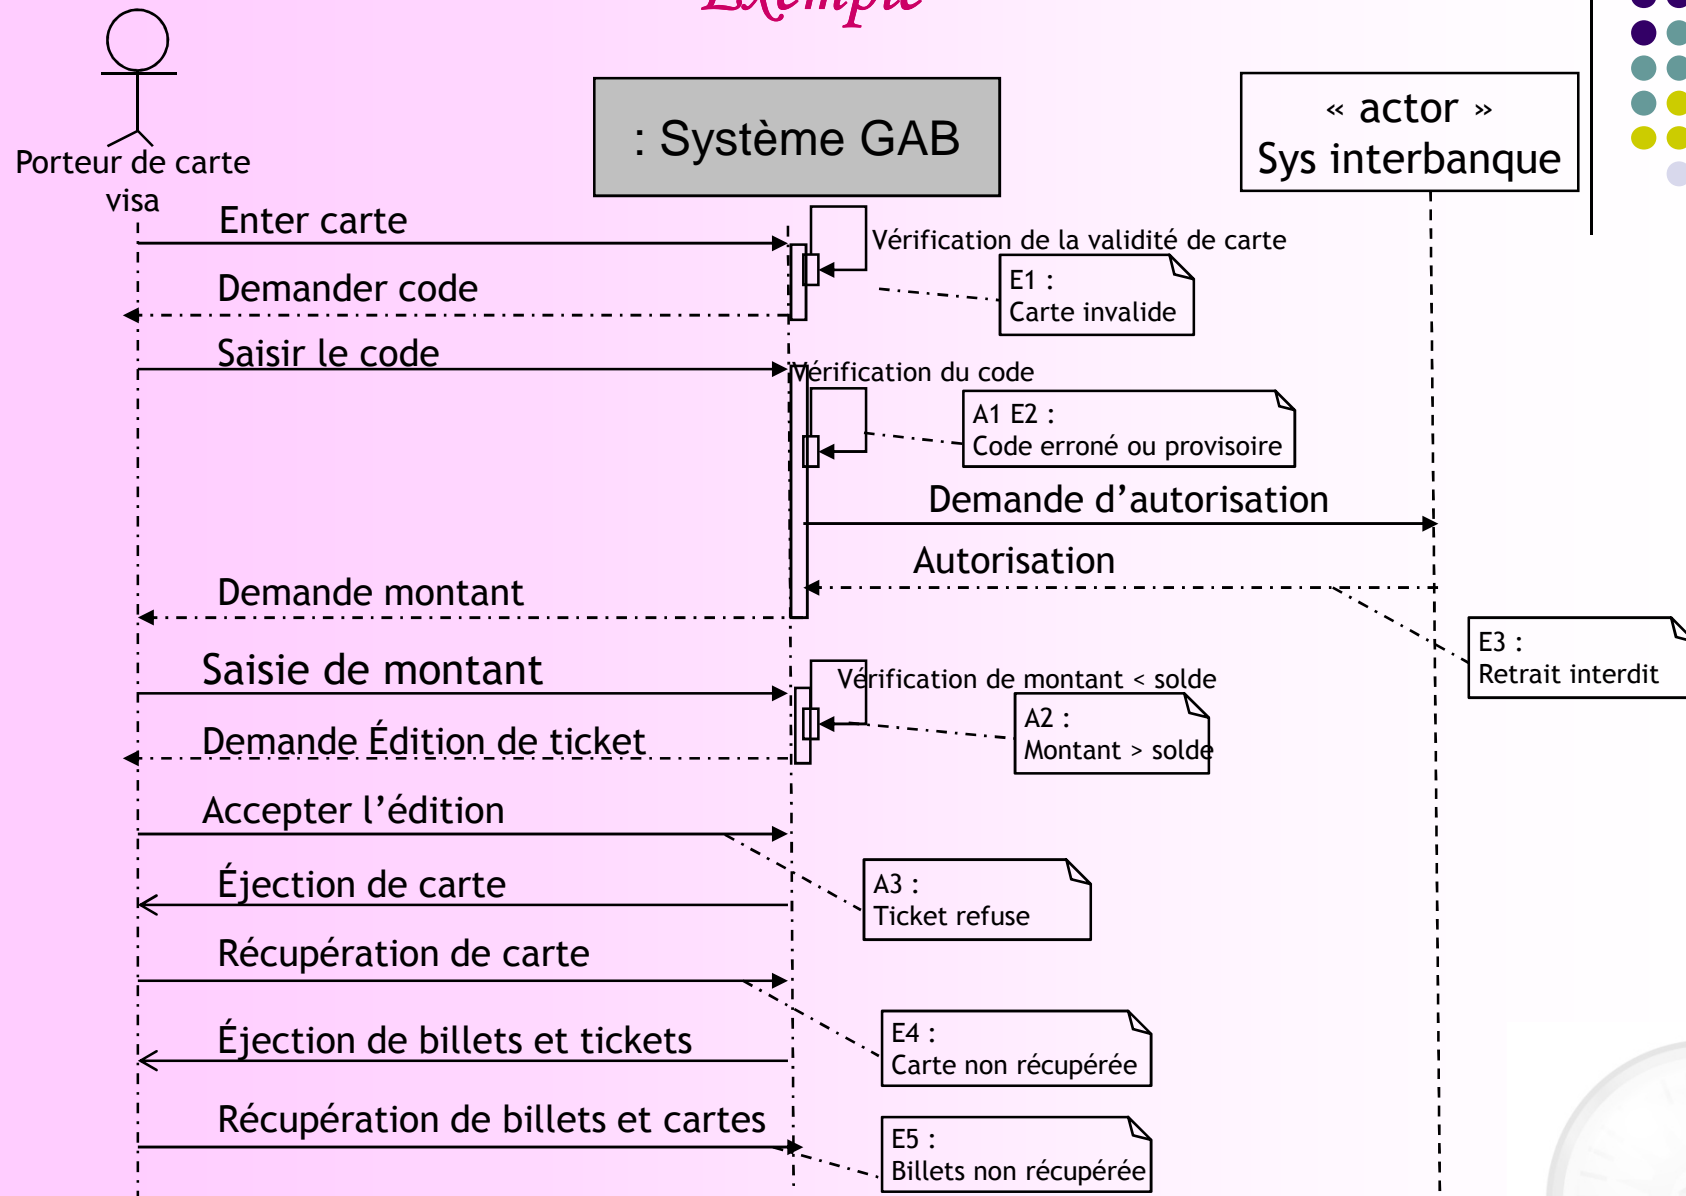 Exemple
: Système GAB
« actor »
Sys interbanque
Porteur de carte
visa
Enter carte
Vérification de la validité de carte
E1 :
Carte invalide
Demander code
Saisir le code
Vérification du code
A1 E2 :
Code erroné ou provisoire
Demande d’autorisation
Autorisation
Demande montant
E3 :
Retrait interdit
Saisie de montant
Vérification de montant < solde
A2 :
Montant > solde
Demande Édition de ticket
Accepter l’édition
A3 :
Ticket refuse
Éjection de carte
Récupération de carte
E4 :
Carte non récupérée
Éjection de billets et tickets
Récupération de billets et cartes
E5 :
Billets non récupérée